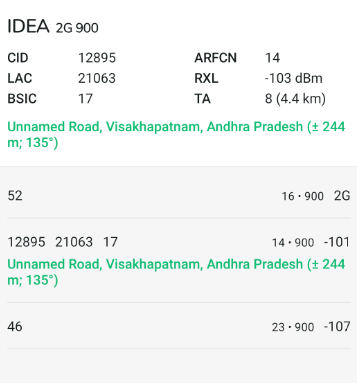 IDEA 2G 900
CID 12895 ARFCN 14
LAC 21063 RXL -103 dBm
BSIC 17 TA 8 (4.4 km)
Unnamed Road, Visakhapatnam, Andhra Pradesh (± 244
m; 135°)
52 16 • 900 2G
12895 21063 17 14 • 900 -101
Unnamed Road, Visakhapatnam, Andhra Pradesh (± 244
m; 135°)
46 23 • 900 -107